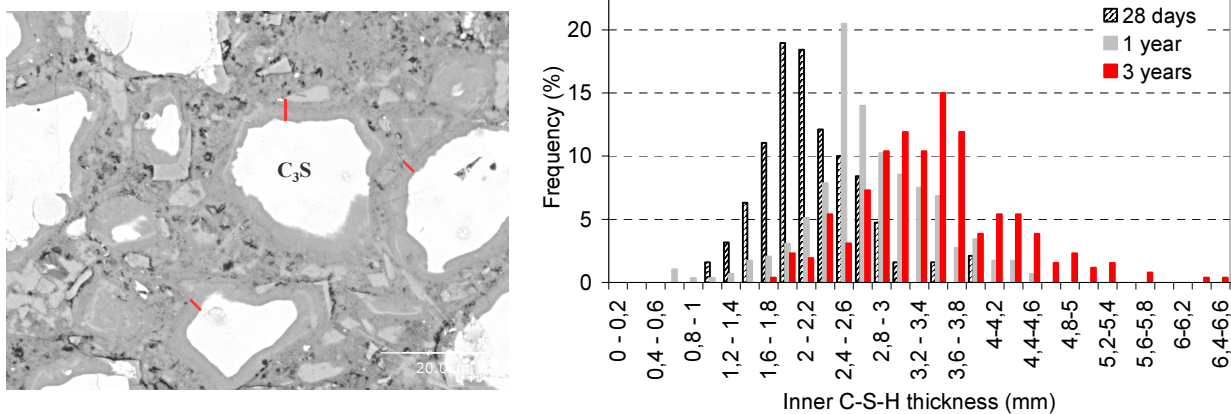 C₃S
20.0
Frequency (%)
20
15
10
5
0
28 days
1 year
3 years
0 - 0,2
0,4 - 0,6
0,8 - 1
1,2 - 1,4
1,6 - 1,8
2 - 2,2
2,4 - 2,6
2,8 - 3
3,2 - 3,4
3,6 - 3,8
4-4,2
4,4-4,6
4,8-5
5,2-5,4
5,6-5,8
6-6,2
6,4-6,6
Inner C-S-H thickness (mm)